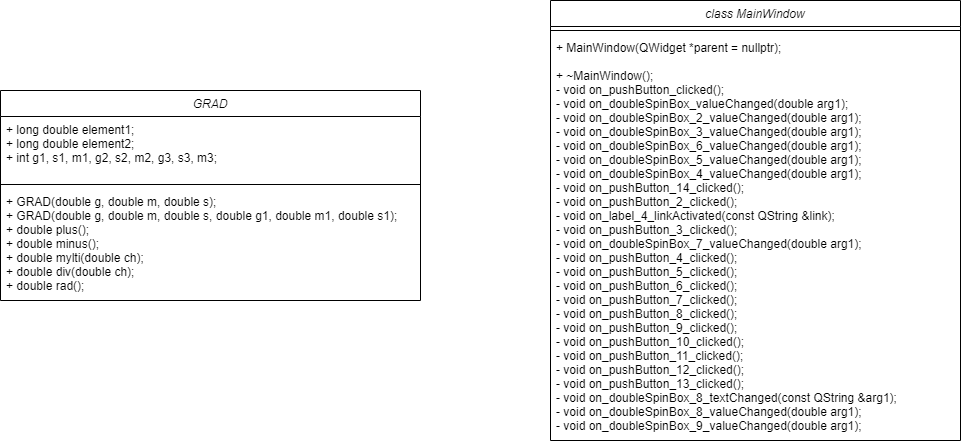 GRAD
+ long double element1;
+ long double element2;
+ int g1, s1, m1, g2, s2, m2, g3, s3, m3;
+ GRAD(double g, double m, double s);
+ GRAD(double g, double m, double s, double g1, double m1, double s1);
+ double plus();
+ double minus();
+ double mylti(double ch);
+ double div(double ch);
+ double rad();
class MainWindow
+ MainWindow(QWidget *parent = nullptr);
+ ~MainWindow();
- void on_pushButton_clicked();
- void on_doubleSpinBox_valueChanged(double arg1);
- void on_doubleSpinBox_2_valueChanged(double arg1);
- void on_doubleSpinBox_3_valueChanged(double arg1);
- void on_doubleSpinBox_6_valueChanged(double arg1);
- void on_doubleSpinBox_5_valueChanged(double arg1);
- void on_doubleSpinBox_4_valueChanged(double arg1);
- void on_pushButton_14_clicked();
- void on_pushButton_2_clicked();
- void on_label_4_linkActivated(const QString &link);
- void on_pushButton_3_clicked();
- void on_doubleSpinBox_7_valueChanged(double arg1);
- void on_pushButton_4_clicked();
- void on_pushButton_5_clicked();
- void on_pushButton_6_clicked();
- void on_pushButton_7_clicked();
- void on_pushButton_8_clicked();
- void on_pushButton_9_clicked();
- void on_pushButton_10_clicked();
- void on_pushButton_11_clicked();
- void on_pushButton_12_clicked();
- void on_pushButton_13_clicked();
- void on_doubleSpinBox_8_textChanged(const QString &arg1);
- void on_doubleSpinBox_8_valueChanged(double arg1);
- void on_doubleSpinBox_9_valueChanged(double arg1);